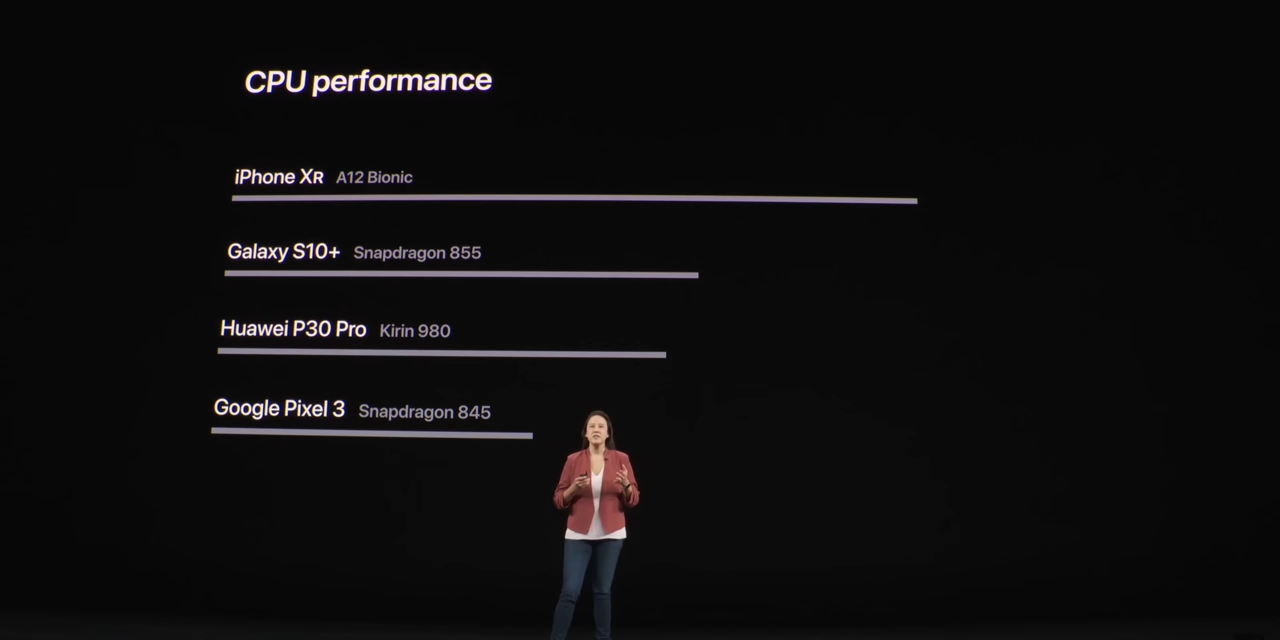 CPU performance
iPhone XR A12 Bionic
Galaxy S10+ Snapdragon 855
Huawei P30 Pro Kirin 980
Google Pixel 3 Snapdragon 845